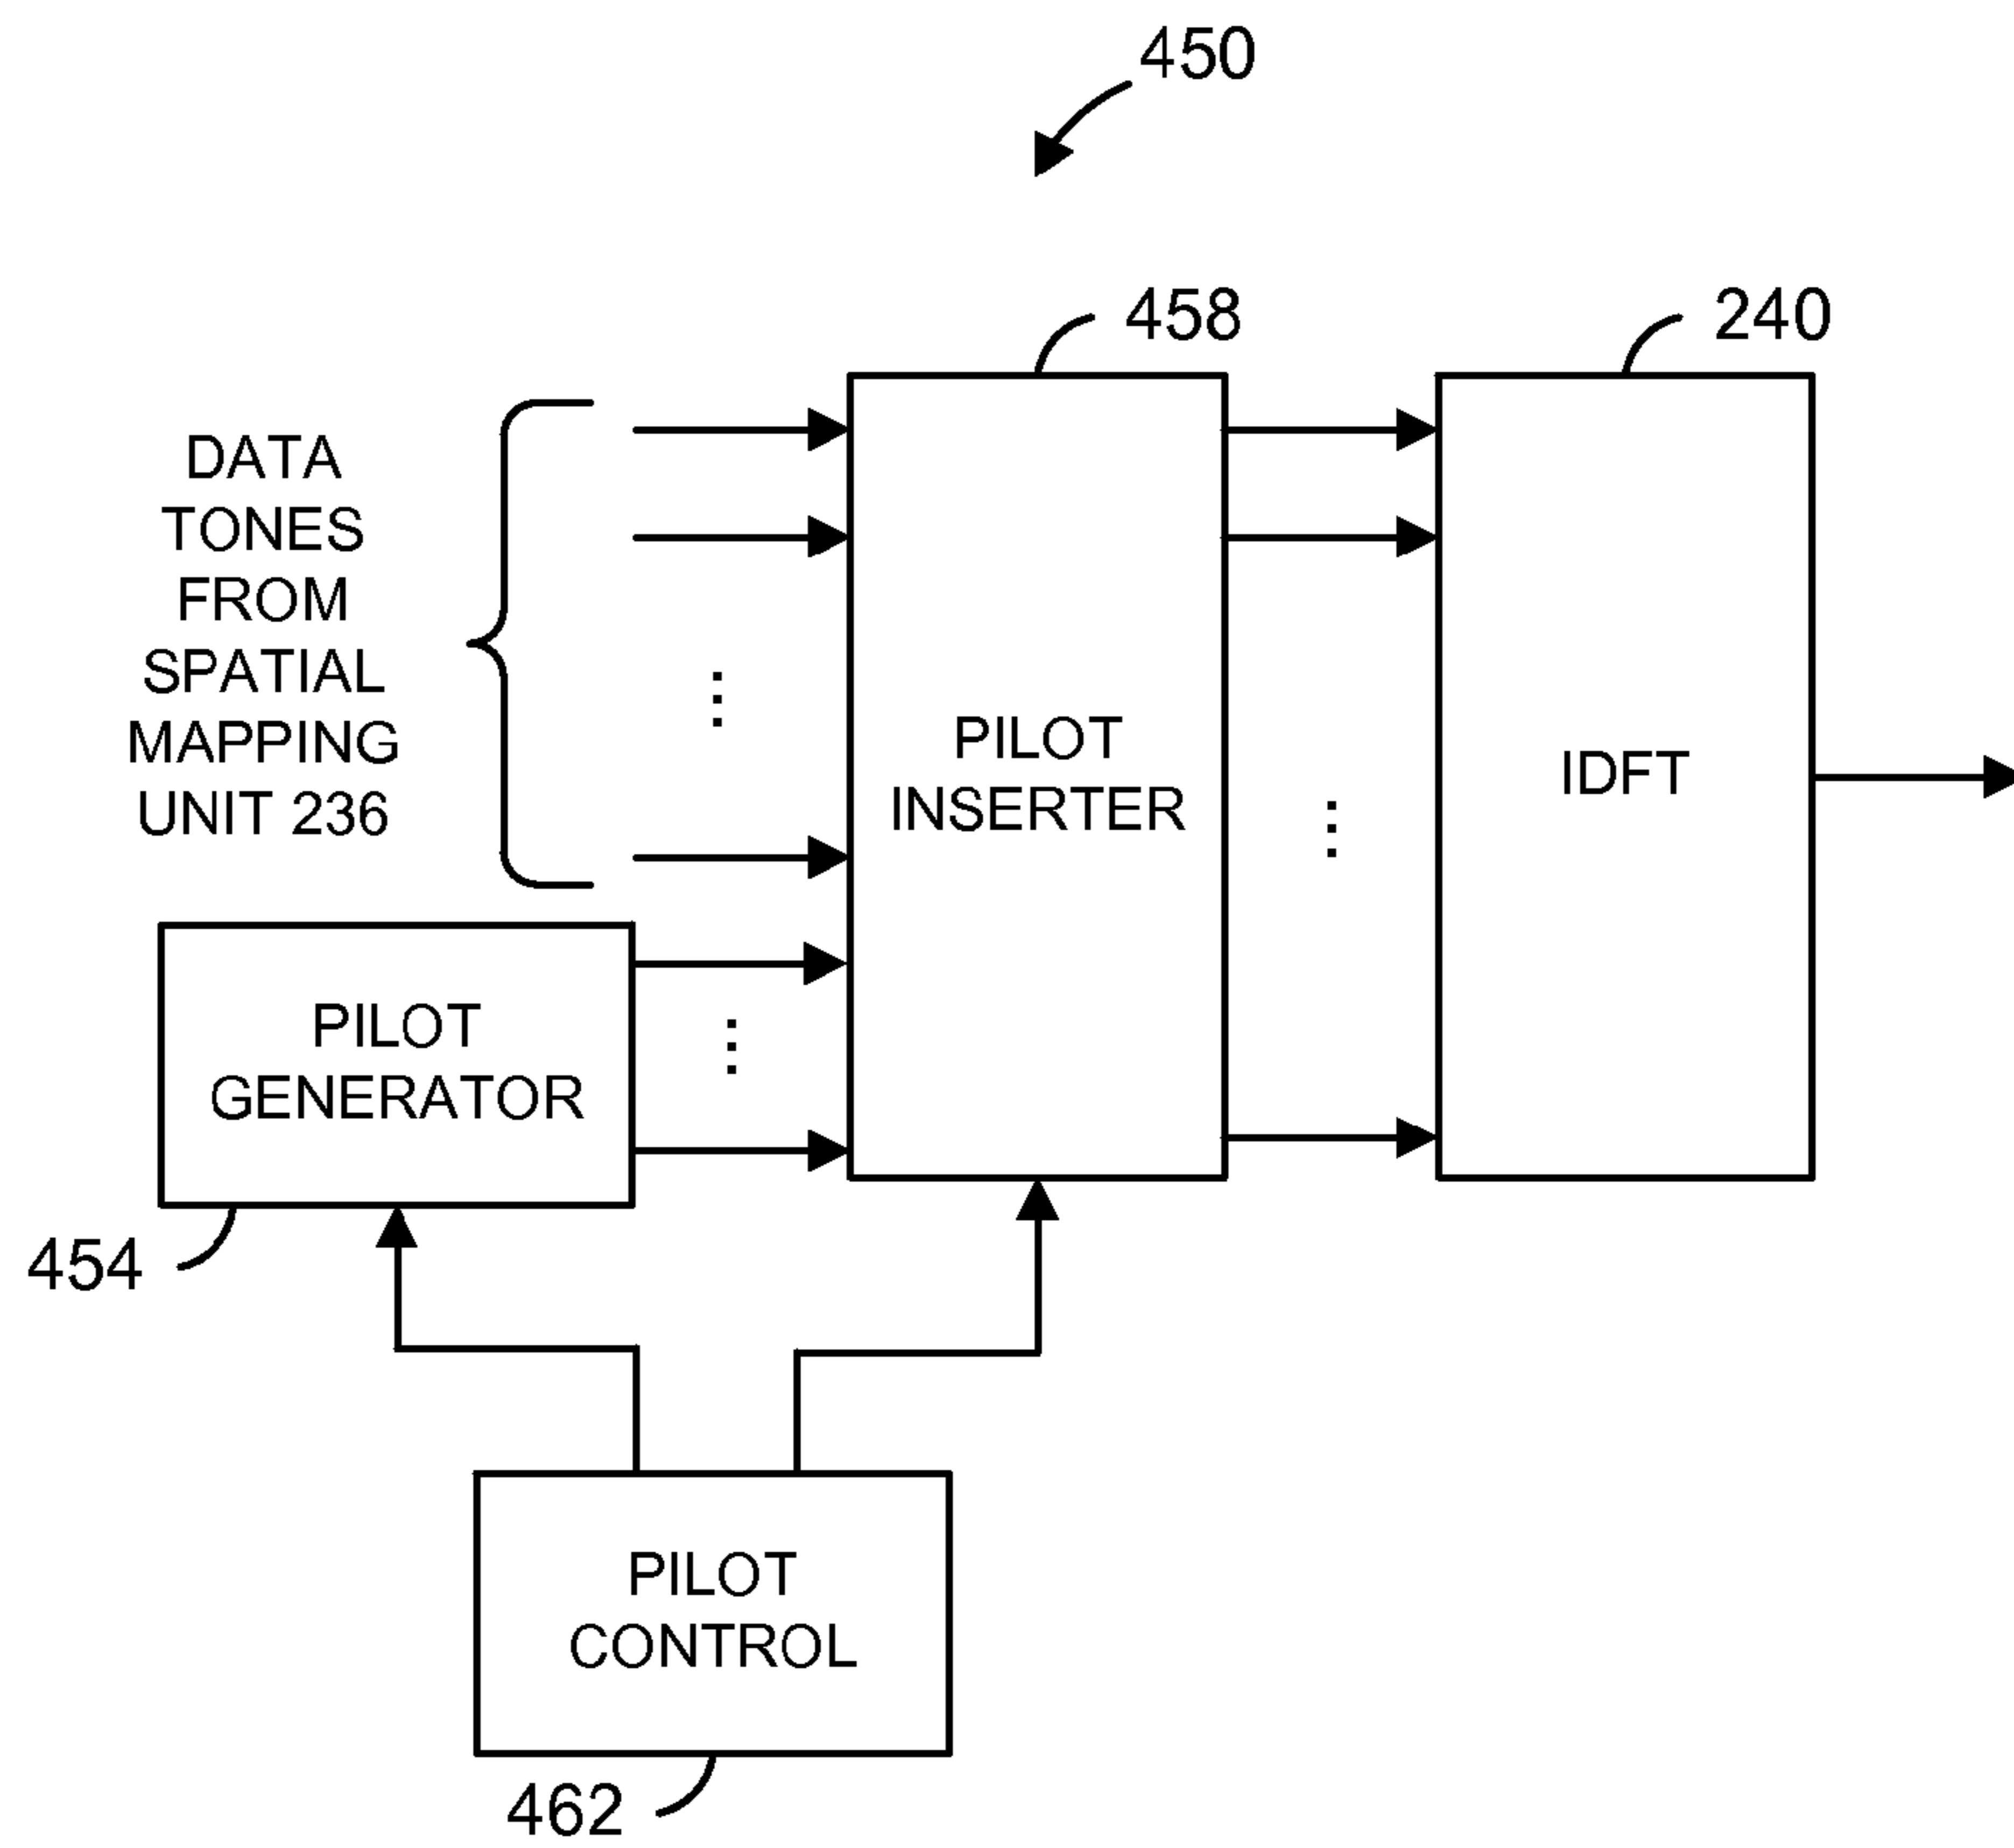 450
458
240
DATA
TONES
FROM
SPATIAL
MAPPING
UNIT 236
PILOT
INSERTER
IDFT
PILOT
GENERATOR
454
PILOT
CONTROL
462